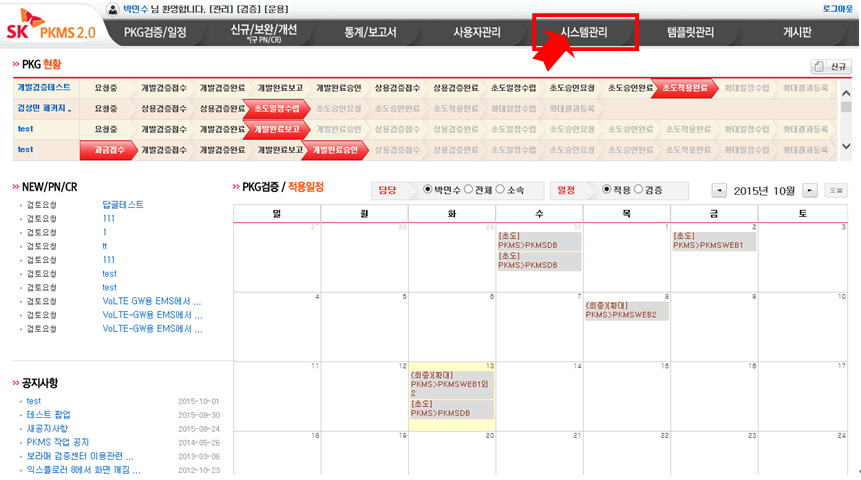 박민수 님 환영합니다. [관리] [검증] [운용]
로그아웃
SK PKMS 2.0
PKG검증/일정
신규/보완/개선
(구 PN/CR)
통계/보고서
사용자관리
시스템관리
템플릿관리
게시판
PKG 현황
신규
개발검증테스트 요청중 개발검증접수 개발검증완료 개발완료보고 개발완료승인 상용검증접수 상용검증완료 초도일정수립 초도승인요청 초도승인완료 초도적용완료 확대일정수립 확대결과등록
김상민 패키지 .. 요청중 상용검증접수 상용검증완료 초도일정수립 초도승인요청 초도적용완료 확대일정수립 확대결과등록
test 요청중 개발검증접수 개발검증완료 개발완료보고 개발완료승인 상용검증접수 상용검증완료 초도일정수립 초도승인요청 초도승인완료 초도적용완료 확대일정수립 확대결과등록
test 과금접수 개발검증접수 개발검증완료 개발완료보고 개발완료승인 상용검증접수 상용검증완료 초도일정수립 초도승인요청 초도승인완료 초도적용완료 확대일정수립 확대결과등록
NEW/PN/CR
검토요청 답글테스트
검토요청 111
검토요청 1
검토요청 tt
검토요청 111
검토요청 test
검토요청 test
검토요청 VoLTE GW용 EMS에서 ...
검토요청 VoLTE-GW용 EMS에서 ...
검토요청 VoLTE-GW용 EMS에서 ...
공지사항
test 2015-10-01
테스트 팝업 2015-09-30
새공지사항 2015-08-24
PKMS 작업 공지 2014-05-26
보라매 검증센터 이용관련 ... 2013-03-06
익스플로러 8에서 화면 깨짐 ... 2012-10-23
PKG검증 / 적용일정
담당 박민수 전체 소속
일정 적용 검증
2015년 10월
오늘
일 월 화 수 목 금 토
27 28 29 30 1 2 3
[초도]
PKMS>PKMSDB
[초도]
PKMS>PKMSDB
[초도]
PKMS>PKMSWEB1
4 5 6 7 8 9 10
(최종)[확대]
PKMS>PKMSWEB2
11 12 13 14 15 16 17
(최종)[확대]
PKMS>PKMSWEB1외
2
[초도]
PKMS>PKMSDB
18 19 20 21 22 23 24